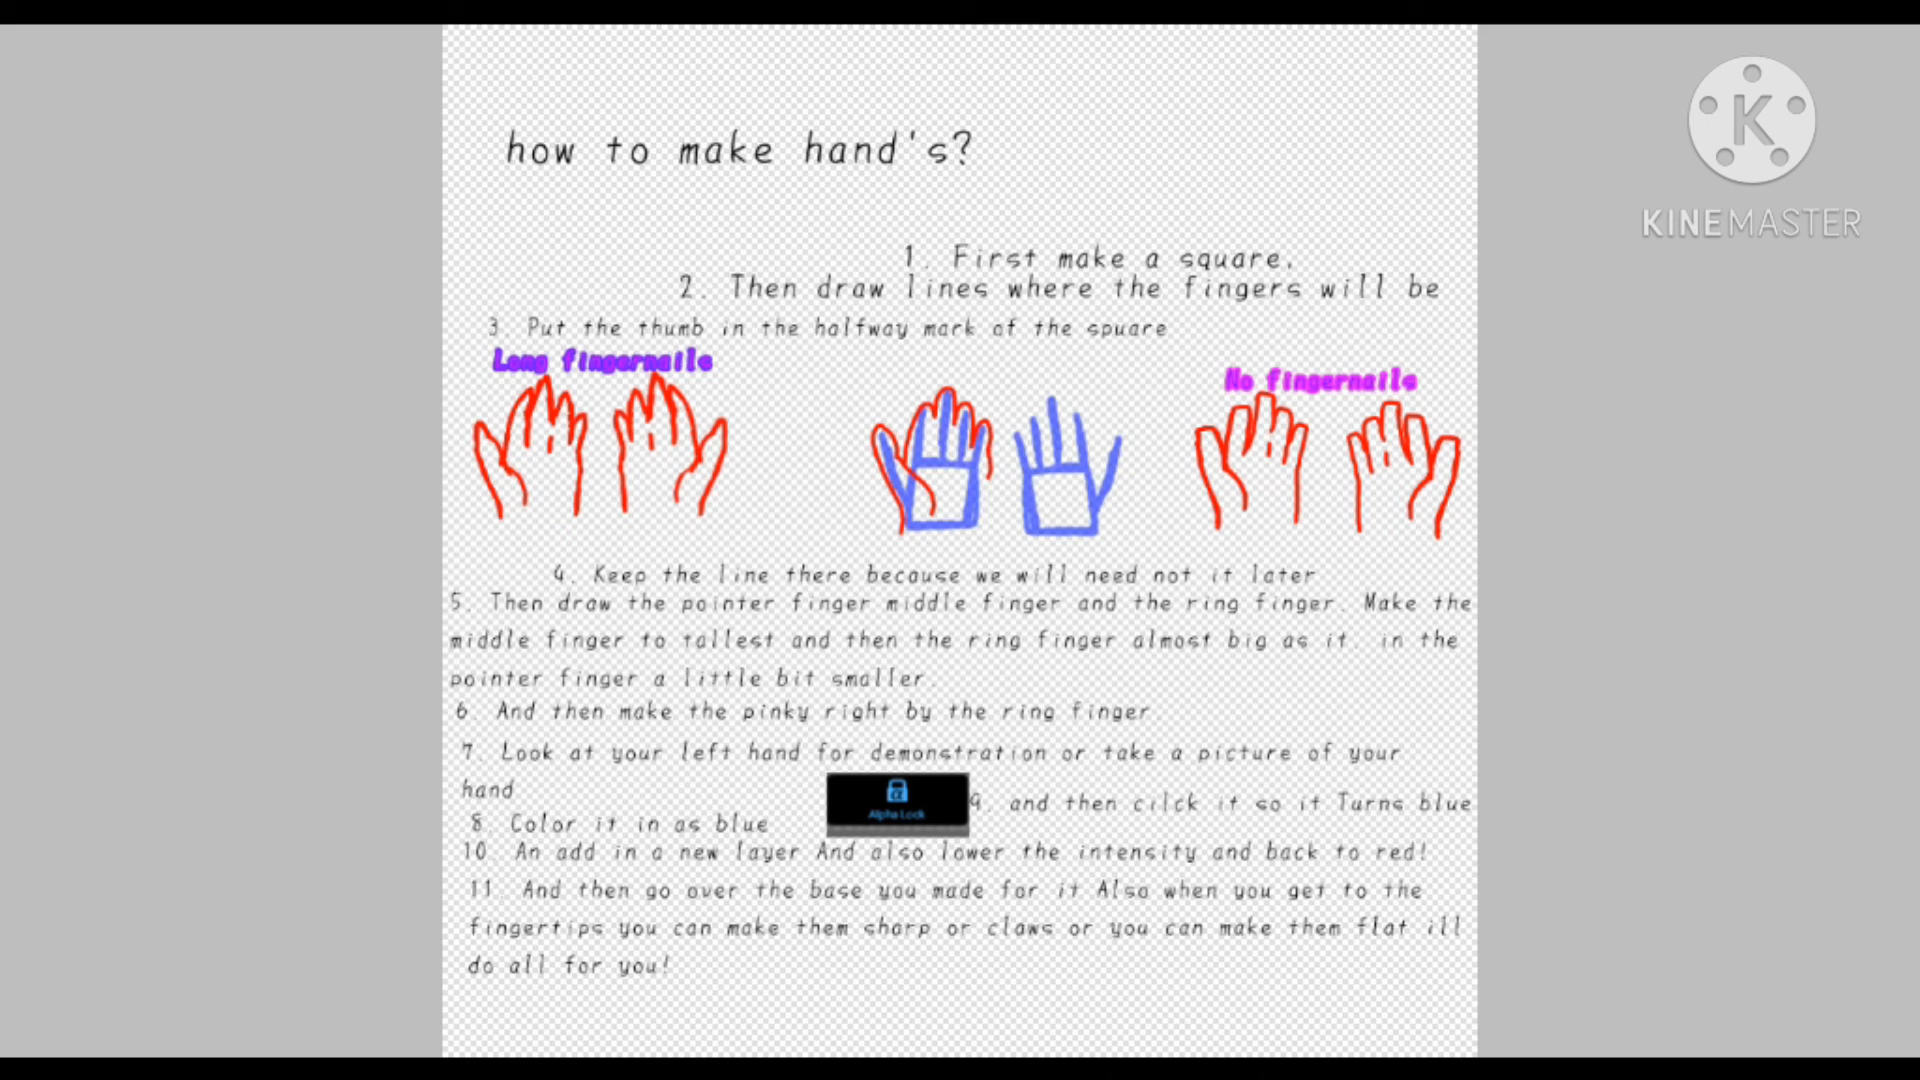 how to make hand's?
K
KINEMASTER
1. First make a square.
2. Then draw lines where the fingers will be
3. Put the thumb in the halfway mark of the spuare
Long fingernails
No fingernails
4. Keep the line there because we will need not it later
5. Then draw the pointer finger middle finger and the ring finger. Make the
middle finger to tallest and then the ring finger almost big as it. in the
pointer finger a little bit smaller.
6. And then make the pinky right by the ring finger
7. Look at your left hand for demonstration or take a picture of your
hand
8. Color it in as blue
Alpha Lock
9. and then cilck it so it Turns blue
10. An add in a new layer And also lower the intensity and back to red!
11. And then go over the base you made for it Also when you get to the
fingertips you can make them sharp or claws or you can make them flat ill
do all for you!